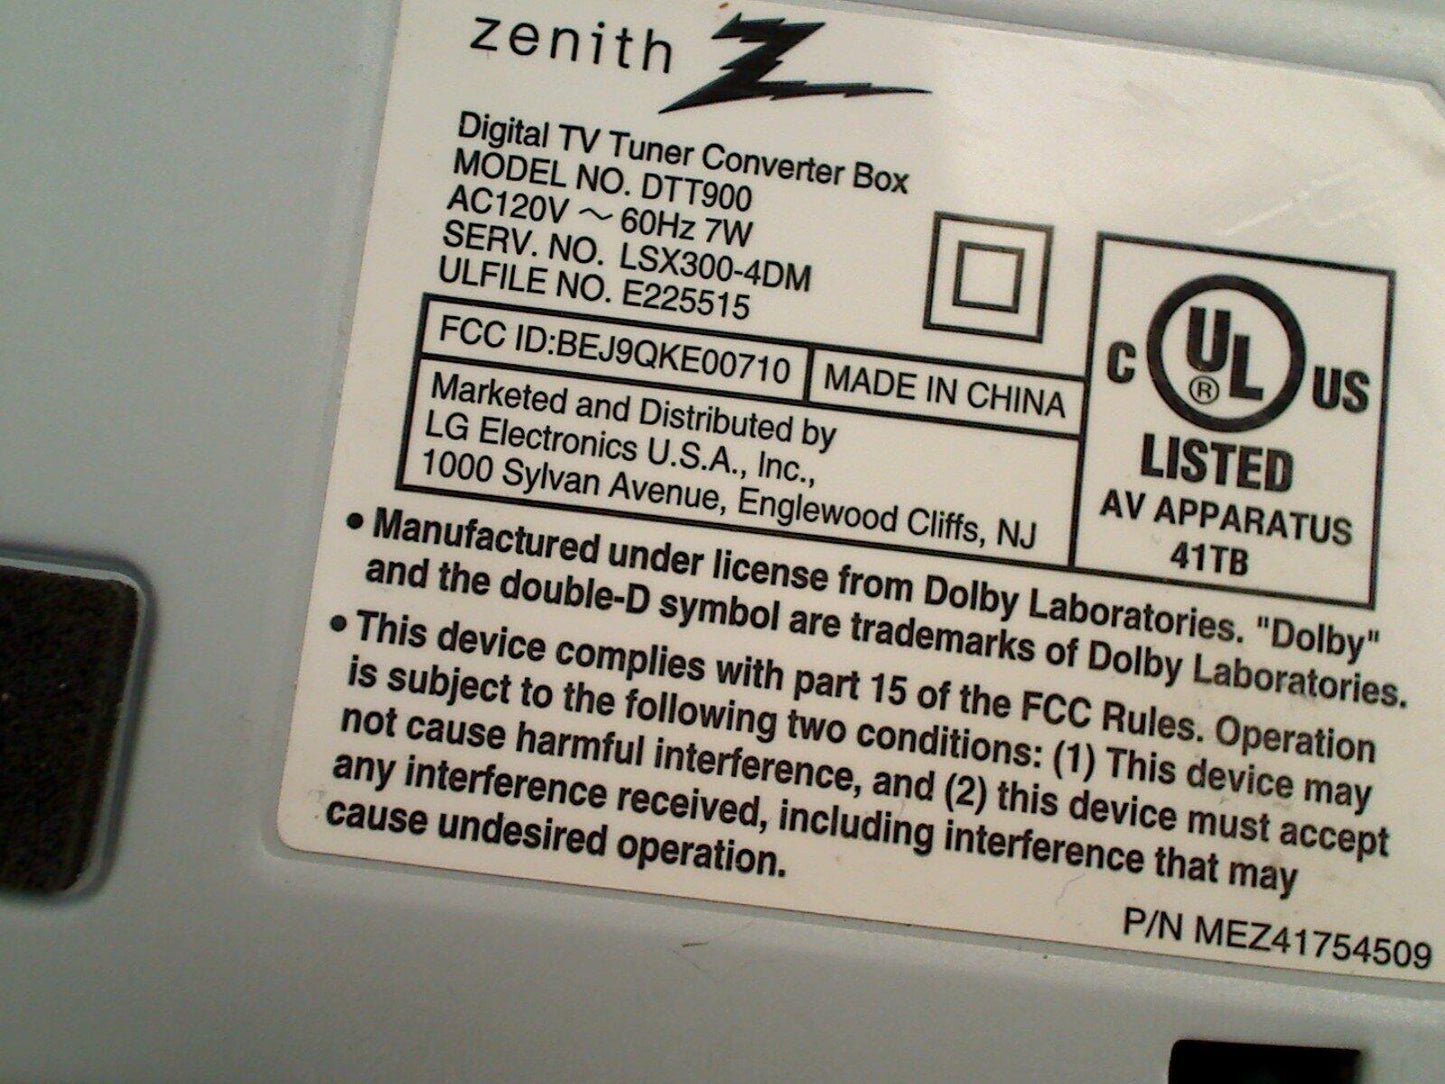 zenith
Digital TV Tuner Converter Box
MODEL NO. DTT900
AC120V ~ 60Hz 7W
SERV. NO. LSX300-4DM
ULFILE NO. E225515
FCC ID:BEJ9QKE00710
MADE IN CHINA
Marketed and Distributed by
LG Electronics U.S.A., Inc.,
1000 Sylvan Avenue, Englewood Cliffs, NJ
C UL ® US
LISTED
AV APPARATUS
41TB
• Manufactured under license from Dolby Laboratories. "Dolby"
and the double-D symbol are trademarks of Dolby Laboratories.
• This device complies with part 15 of the FCC Rules. Operation
is subject to the following two conditions: (1) This device may
not cause harmful interference, and (2) this device must accept
any interference received, including interference that may
cause undesired operation.
P/N MEZ41754509